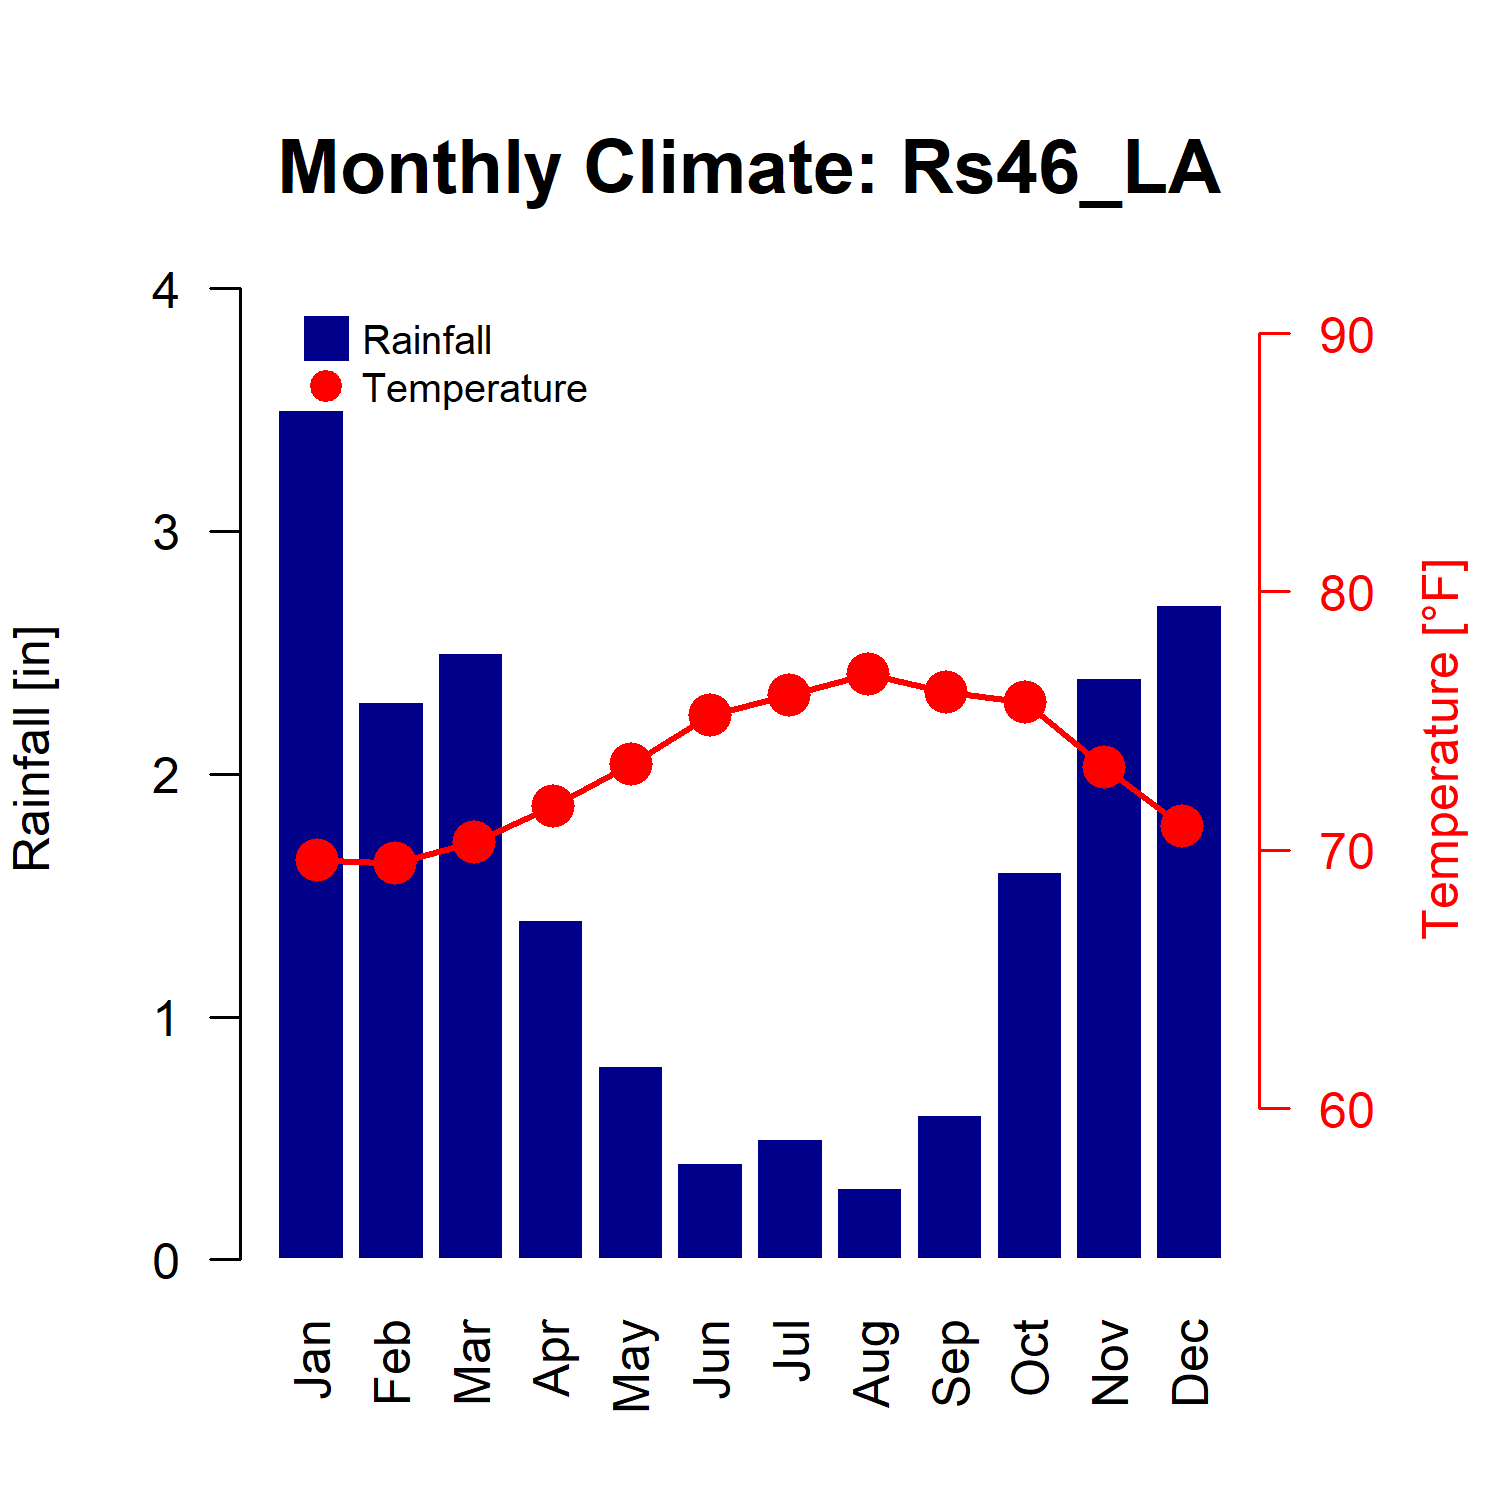 Monthly Climate: Rs46_LA
Rainfall
Temperature
4
3
2
1
0
Rainfall [in]
90
80
70
60
Temperature [°F]
Jan
Feb
Mar
Apr
May
Jun
Jul
Aug
Sep
Oct
Nov
Dec